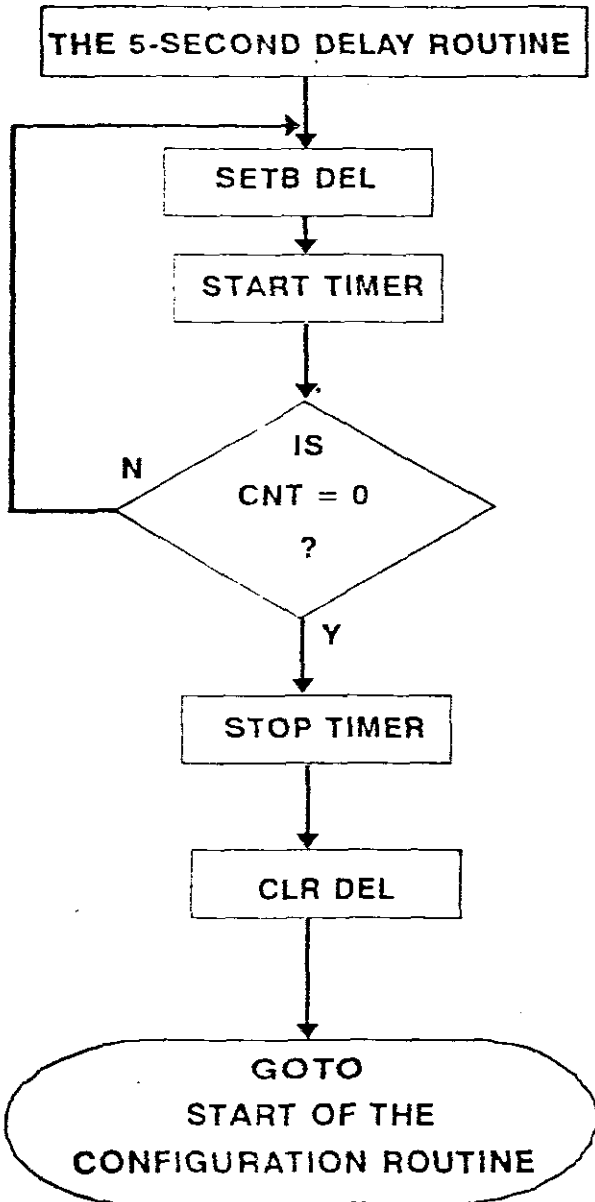 THE 5-SECOND DELAY ROUTINE
SETB DEL
START TIMER
IS
CNT = 0
?
N
Y
STOP TIMER
CLR DEL
GOTO
START OF THE
CONFIGURATION ROUTINE